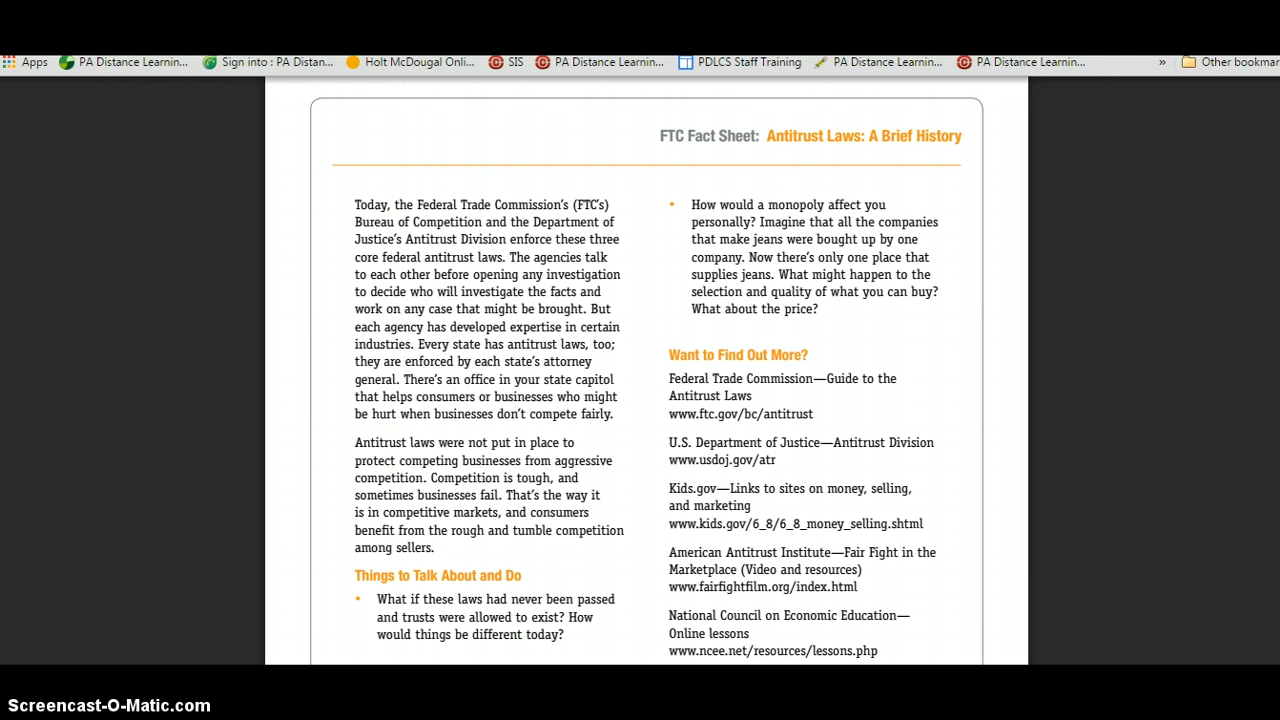 Apps PA Distance Learnin... Sign into : PA Distan... Holt McDougal Onli... SIS PA Distance Learnin... PDLCS Staff Training PA Distance Learnin... PA Distance Learnin... » Other bookmar
FTC Fact Sheet: Antitrust Laws: A Brief History
Today, the Federal Trade Commission's (FTC's)
Bureau of Competition and the Department of
Justice's Antitrust Division enforce these three
core federal antitrust laws. The agencies talk
to each other before opening any investigation
to decide who will investigate the facts and
work on any case that might be brought. But
each agency has developed expertise in certain
industries. Every state has antitrust laws, too;
they are enforced by each state's attorney
general. There's an office in your state capitol
that helps consumers or businesses who might
be hurt when businesses don't compete fairly.
Antitrust laws were not put in place to
protect competing businesses from aggressive
competition. Competition is tough, and
sometimes businesses fail. That's the way it
is in competitive markets, and consumers
benefit from the rough and tumble competition
among sellers.
Things to Talk About and Do
• What if these laws had never been passed
and trusts were allowed to exist? How
would things be different today?
• How would a monopoly affect you
personally? Imagine that all the companies
that make jeans were bought up by one
company. Now there's only one place that
supplies jeans. What might happen to the
selection and quality of what you can buy?
What about the price?
Want to Find Out More?
Federal Trade Commission—Guide to the
Antitrust Laws
www.ftc.gov/bc/antitrust
U.S. Department of Justice—Antitrust Division
www.usdoj.gov/atr
Kids.gov—Links to sites on money, selling,
and marketing
www.kids.gov/6_8/6_8_money_selling.shtml
American Antitrust Institute—Fair Fight in the
Marketplace (Video and resources)
www.fairfightfilm.org/index.html
National Council on Economic Education—
Online lessons
www.ncee.net/resources/lessons.php
Screencast-O-Matic.com